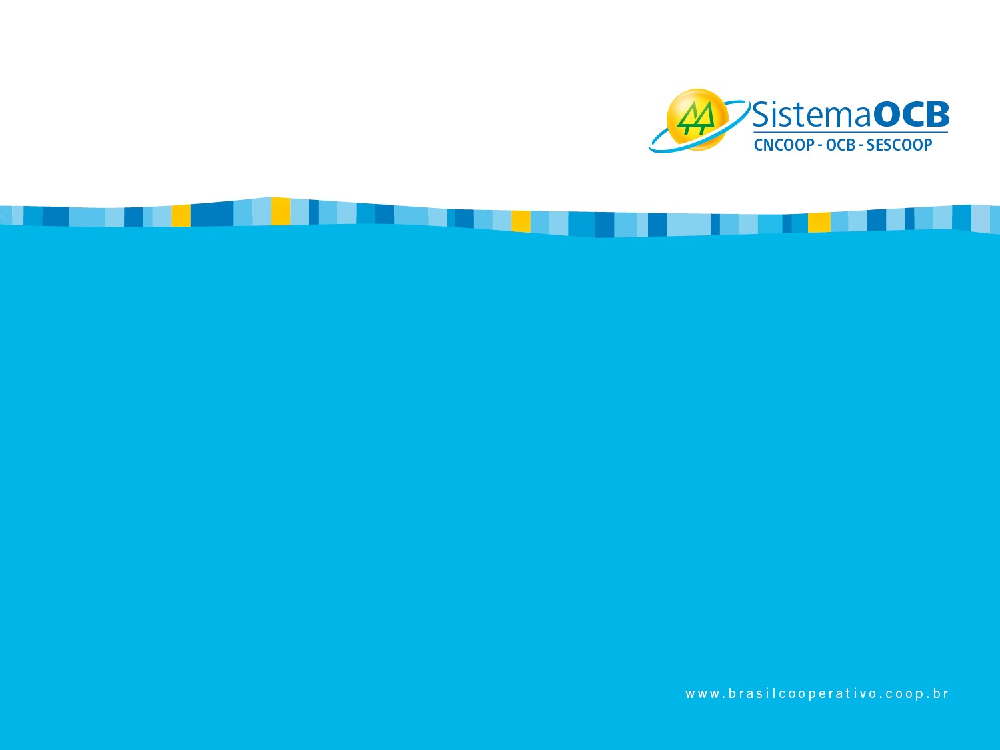 SistemaOCB
CNCOOP - OCB - SESCOOP
www.brasilcooperativo.coop.br